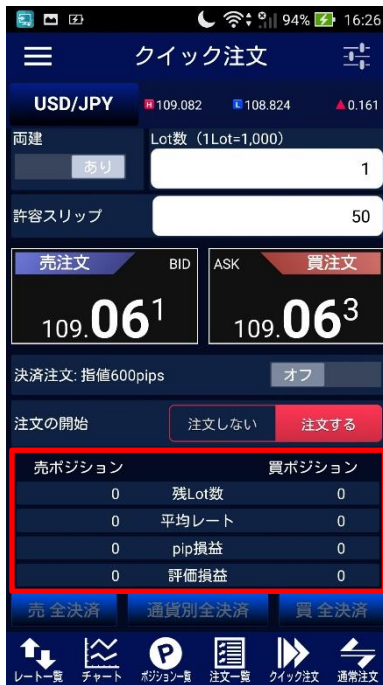 94% 16:26
クイック注文
USD/JPY H 109.082 L 108.824 ▲0.161
両建 Lot数（1Lot=1,000）
あり 1
許容スリップ 50
売注文 BID ASK 買注文
109.061 109.063
決済注文: 指値600pips オフ
注文の開始 注文しない 注文する
売ポジション 買ポジション
0 残Lot数 0
0 平均レート 0
0 pip損益 0
0 評価損益 0
売 全決済 通貨別全決済 買 全決済
レート一覧 チャート P ポジション一覧 注文一覧 クイック注文 通常注文